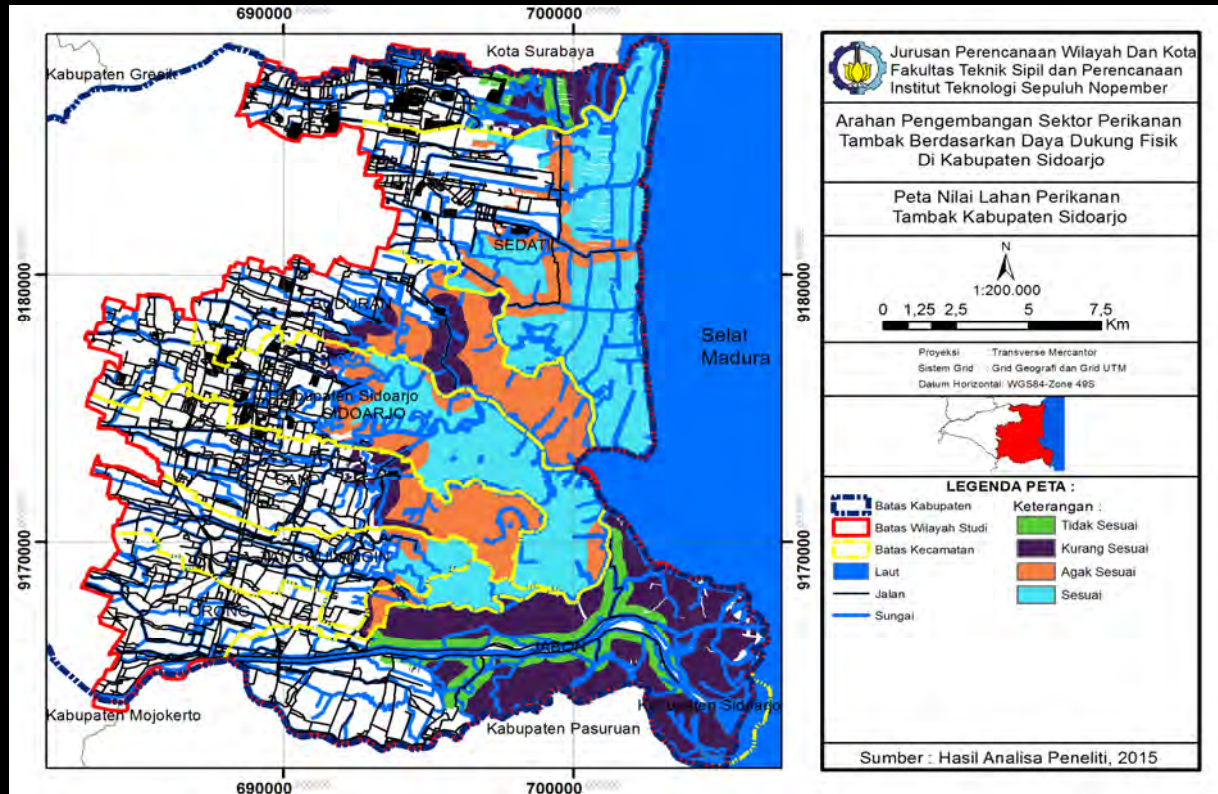 690000
700000
Kota Surabaya
Kabupaten Gresik
SEDATI
9180000
9180000
BUDURAN
Selat
Madura
Kabupaten Sidoarjo
SIDOARJO
CANDI
9170000
9170000
TANGGULANGIN
PORONG
JABON
Kabupaten Sidoarjo
Kabupaten Mojokerto
Kabupaten Pasuruan
690000
700000
Jurusan Perencanaan Wilayah Dan Kota
Fakultas Teknik Sipil dan Perencanaan
Institut Teknologi Sepuluh Nopember
Arahan Pengembangan Sektor Perikanan
Tambak Berdasarkan Daya Dukung Fisik
Di Kabupaten Sidoarjo
Peta Nilai Lahan Perikanan
Tambak Kabupaten Sidoarjo
N
1:200.000
0 1,25 2,5 5 7,5
Km
Proyeksi : Transverse Mercantor
Sistem Grid : Grid Geografi dan Grid UTM
Datum Horizontal: WGS84-Zone 49S
LEGENDA PETA :
Batas Kabupaten
Batas Wilayah Studi
Batas Kecamatan
Laut
Jalan
Sungai
Keterangan :
Tidak Sesuai
Kurang Sesuai
Agak Sesuai
Sesuai
Sumber : Hasil Analisa Peneliti, 2015